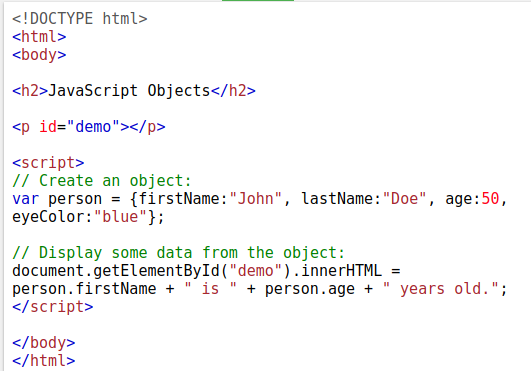 <!DOCTYPE html>
<html>
<body>
<h2>JavaScript Objects</h2>
<p id="demo"></p>
<script>
// Create an object:
var person = {firstName:"John", lastName:"Doe", age:50,
eyeColor:"blue"};
// Display some data from the object:
document.getElementById("demo").innerHTML =
person.firstName + " is " + person.age + " years old.";
</script>
</body>
</html>